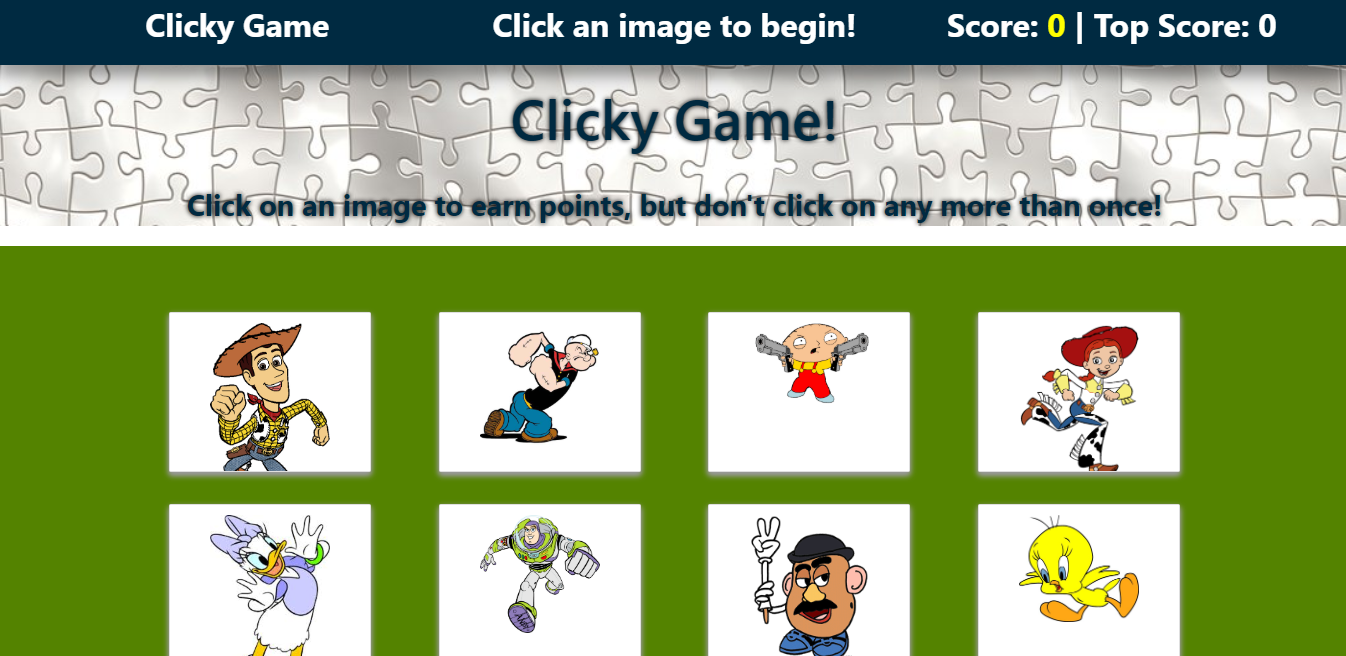 Clicky Game
Click an image to begin!
Score: 0 | Top Score: 0
Clicky Game!
Click on an image to earn points, but don't click on any more than once!